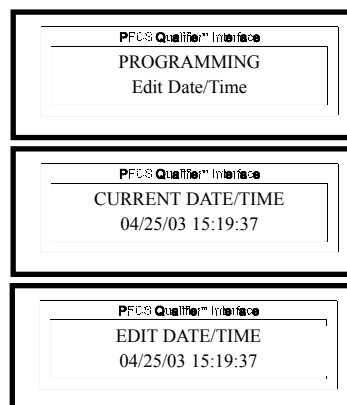 PFCS Qualifier™ Interface
PROGRAMMING
Edit Date/Time
PFCS Qualifier™ Interface
CURRENT DATE/TIME
04/25/03 15:19:37
PFCS Qualifier™ Interface
EDIT DATE/TIME
04/25/03 15:19:37